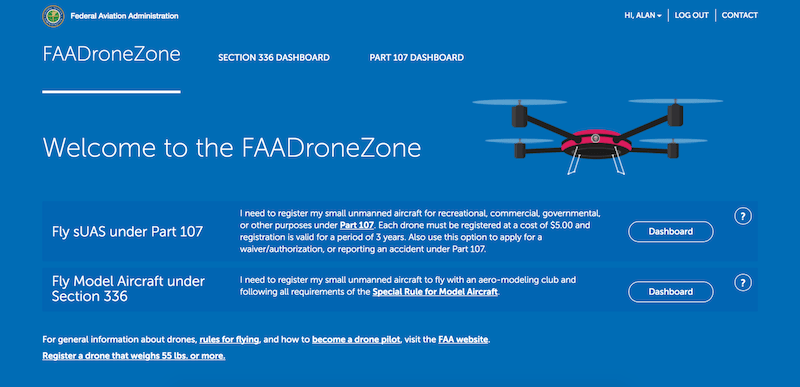 Federal Aviation Administration
HI, ALAN
LOG OUT
CONTACT
FAADroneZone
SECTION 336 DASHBOARD
PART 107 DASHBOARD
Welcome to the FAADroneZone
Fly sUAS under Part 107
I need to register my small unmanned aircraft for recreational, commercial, governmental,
or other purposes under Part 107. Each drone must be registered at a cost of $5.00 and
registration is valid for a period of 3 years. Also use this option to apply for a
waiver/authorization, or reporting an accident under Part 107.
Dashboard
?
Fly Model Aircraft under
Section 336
I need to register my small unmanned aircraft to fly with an aero-modeling club and
following all requirements of the Special Rule for Model Aircraft.
Dashboard
?
For general information about drones, rules for flying, and how to become a drone pilot, visit the FAA website.
Register a drone that weighs 55 lbs. or more.